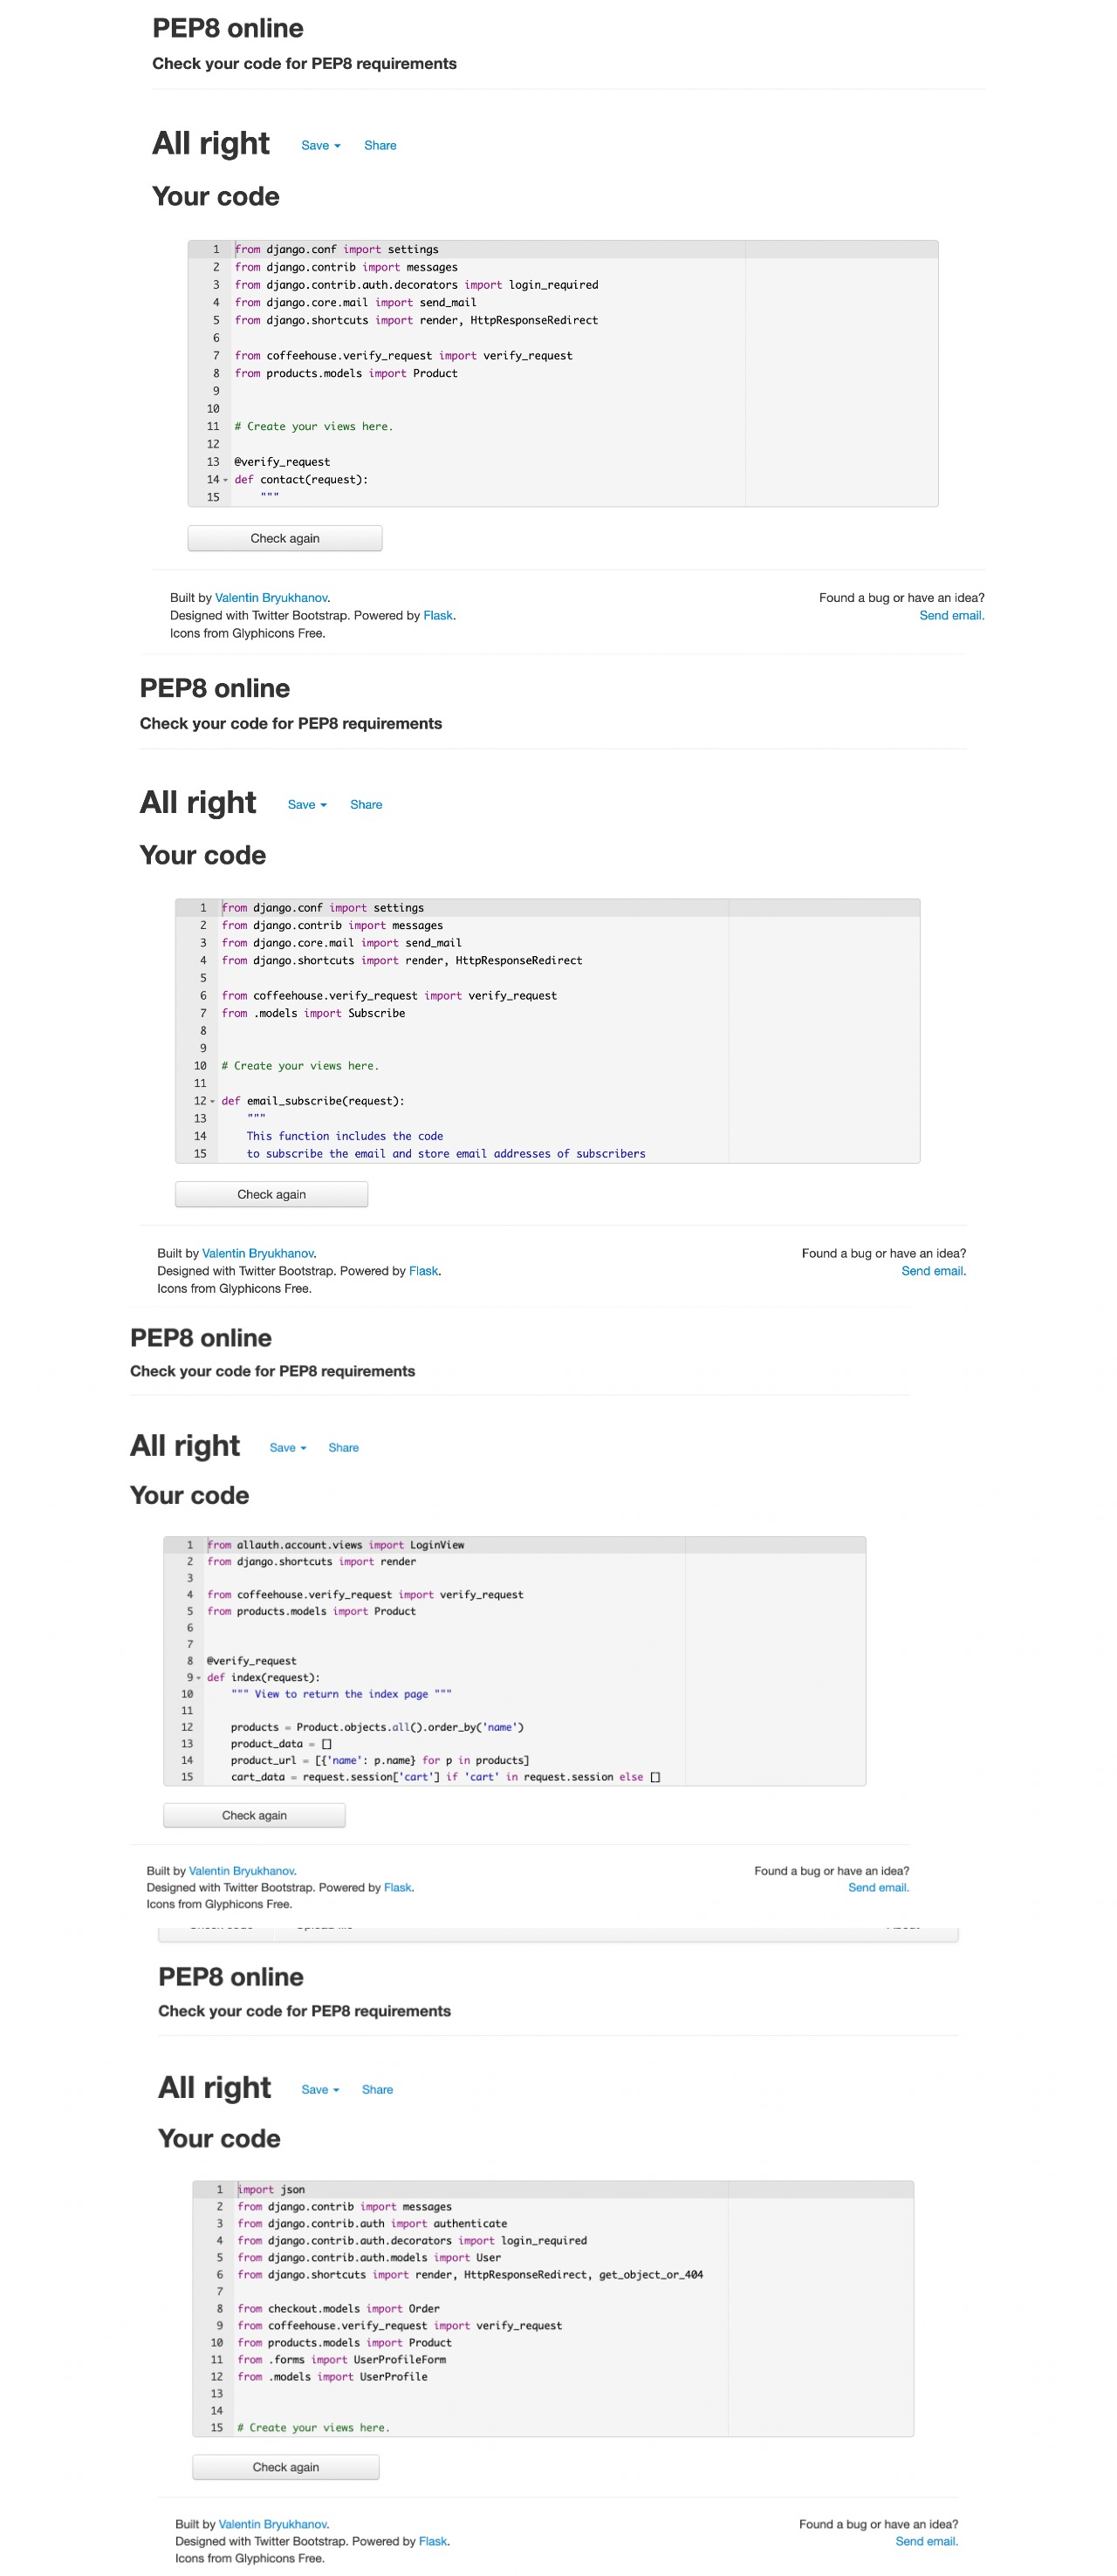 PEP8 online
Check your code for PEP8 requirements
All right Save Share
Your code
1 from django.conf import settings
2 from django.contrib import messages
3 from django.contrib.auth.decorators import login_required
4 from django.core.mail import send_mail
5 from django.shortcuts import render, HttpResponseRedirect
6
7 from coffeehouse.verify_request import verify_request
8 from products.models import Product
9
10
11 # Create your views here.
12
13 @verify_request
14 def contact(request):
15 """
Check again
Built by Valentin Bryukhanov. Found a bug or have an idea?
Designed with Twitter Bootstrap. Powered by Flask. Send email.
Icons from Glyphicons Free.
PEP8 online
Check your code for PEP8 requirements
All right Save Share
Your code
1 from django.conf import settings
2 from django.contrib import messages
3 from django.core.mail import send_mail
4 from django.shortcuts import render, HttpResponseRedirect
5
6 from coffeehouse.verify_request import verify_request
7 from .models import Subscribe
8
9
10 # Create your views here.
11
12 def email_subscribe(request):
13 """
14 This function includes the code
15 to subscribe the email and store email addresses of subscribers
Check again
Built by Valentin Bryukhanov. Found a bug or have an idea?
Designed with Twitter Bootstrap. Powered by Flask. Send email.
Icons from Glyphicons Free.
PEP8 online
Check your code for PEP8 requirements
All right Save Share
Your code
1 from allauth.account.views import LoginView
2 from django.shortcuts import render
3
4 from coffeehouse.verify_request import verify_request
5 from products.models import Product
6
7
8 @verify_request
9 def index(request):
10 """ View to return the index page """
11
12 products = Product.objects.all().order_by('name')
13 product_data = []
14 product_url = [{'name': p.name} for p in products]
15 cart_data = request.session['cart'] if 'cart' in request.session else []
Check again
Built by Valentin Bryukhanov. Found a bug or have an idea?
Designed with Twitter Bootstrap. Powered by Flask. Send email.
Icons from Glyphicons Free.
PEP8 online
Check your code for PEP8 requirements
All right Save Share
Your code
1 import json
2 from django.contrib import messages
3 from django.contrib.auth import authenticate
4 from django.contrib.auth.decorators import login_required
5 from django.contrib.auth.models import User
6 from django.shortcuts import render, HttpResponseRedirect, get_object_or_404
7
8 from checkout.models import Order
9 from coffeehouse.verify_request import verify_request
10 from products.models import Product
11 from .forms import UserProfileForm
12 from .models import UserProfile
13
14
15 # Create your views here.
Check again
Built by Valentin Bryukhanov. Found a bug or have an idea?
Designed with Twitter Bootstrap. Powered by Flask. Send email.
Icons from Glyphicons Free.